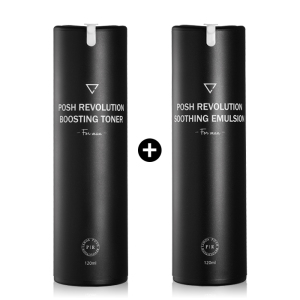 POSH REVOLUTION
BOOSTING TONER
- For men -
P/R
120ml
POSH REVOLUTION
SOOTHING EMULSION
- For men -
P/R
120ml